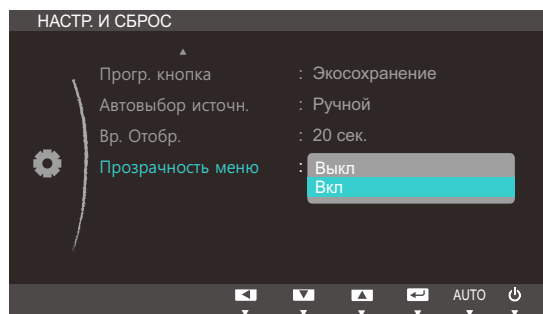 НАСТР. И СБРОС
Прогр. кнопка : Экосохранение
Автовыбор источн. : Ручной
Вр. Отобр. : 20 сек.
Прозрачность меню : Выкл
Вкл
AUTO